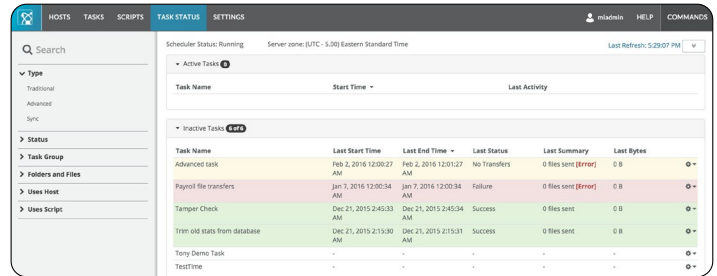 HOSTS TASKS SCRIPTS TASK STATUS SETTINGS miadmin HELP COMMANDS
Search
Type
Traditional
Advanced
Sync
Status
Task Group
Folders and Files
Uses Host
Uses Script
Scheduler Status: Running Server zone: (UTC - 5.00) Eastern Standard Time
Last Refresh: 5:29:07 PM
Active Tasks 0
Task Name Start Time Last Activity
Inactive Tasks 6 of 6
Task Name Last Start Time Last End Time Last Status Last Summary Last Bytes
Advanced task Feb 2, 2016 12:00:27 AM Feb 2, 2016 12:01:27 AM No Transfers 0 files sent [Error] 0 B
Payroll file transfers Jan 7, 2016 12:00:34 AM Jan 7, 2016 12:00:34 AM Failure 0 files sent [Error] 0 B
Tamper Check Dec 21, 2015 2:45:33 AM Dec 21, 2015 2:45:34 AM Success 0 files sent 0 B
Trim old stats from database Dec 21, 2015 2:15:30 AM Dec 21, 2015 2:15:31 AM Success 0 files sent 0 B
Tony Demo Task - - - - -
TestTime - - - - -